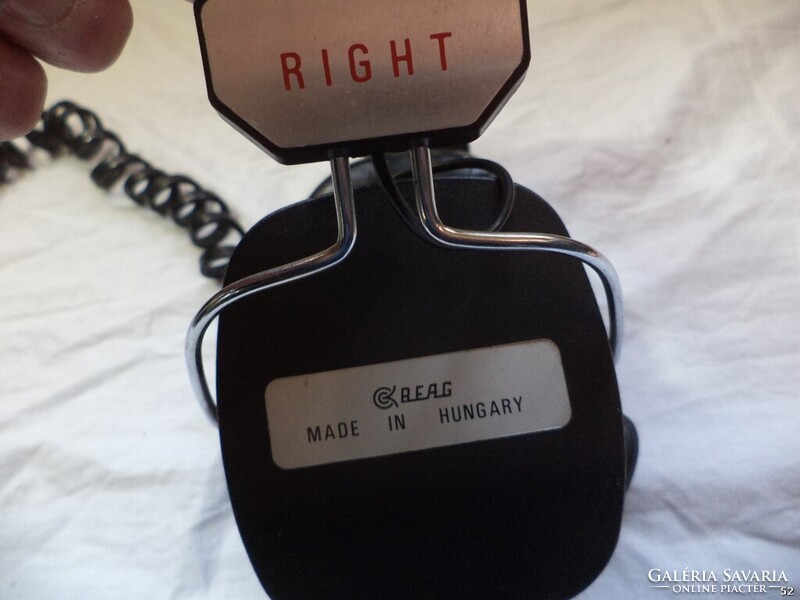 RIGHT
BEAG
MADE IN HUNGARY
GALÉRIA SAVARIA
ONLINE PIACTÉR
52